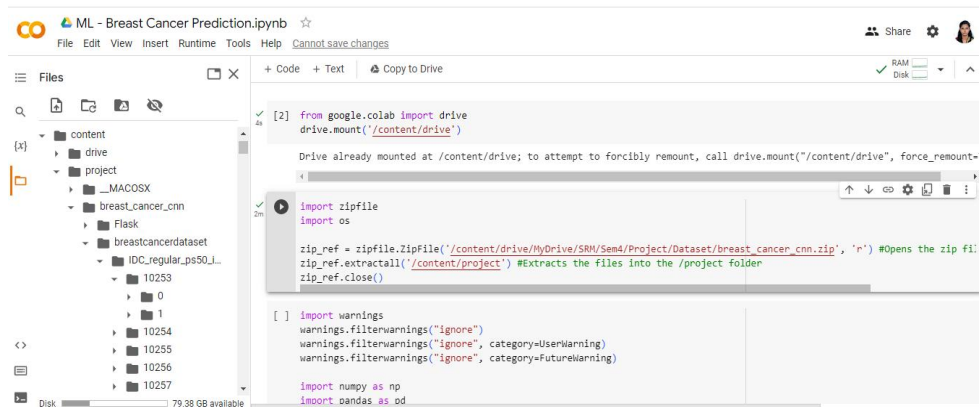 ML - Breast Cancer Prediction.ipynb
File Edit View Insert Runtime Tools Help Cannot save changes
Share
Files
+ Code + Text Copy to Drive
RAM
Disk
{x}
content
drive
project
__MACOSX
breast_cancer_cnn
Flask
breastcancerdataset
IDC_regular_ps50_i...
10253
0
1
10254
10255
10256
10257
Disk 79.38 GB available
4s
[2] from google.colab import drive
drive.mount('/content/drive')
Drive already mounted at /content/drive; to attempt to forcibly remount, call drive.mount("/content/drive", force_remount=
2m
import zipfile
import os
zip_ref = zipfile.ZipFile('/content/drive/MyDrive/SRM/Sem4/Project/Dataset/breast_cancer_cnn.zip', 'r') #Opens the zip fil
zip_ref.extractall('/content/project') #Extracts the files into the /project folder
zip_ref.close()
[ ] import warnings
warnings.filterwarnings("ignore")
warnings.filterwarnings("ignore", category=UserWarning)
warnings.filterwarnings("ignore", category=FutureWarning)
import numpy as np
import pandas as pd